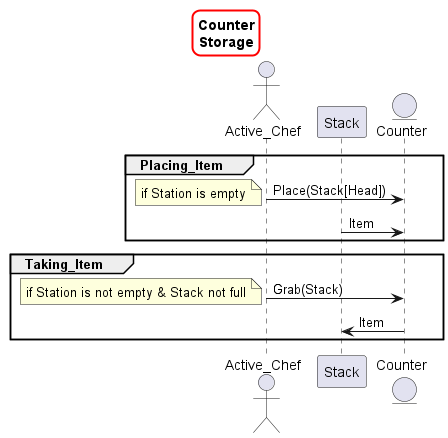 Counter
Storage
Active_Chef
Stack
Counter
Placing_Item
if Station is empty
Place(Stack[Head])
Item
Taking_Item
if Station is not empty & Stack not full
Grab(Stack)
Item
Active_Chef
Stack
Counter